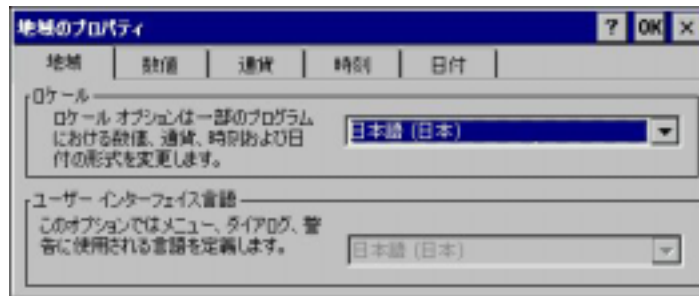 地域のプロパティ ? OK ×
地域 数値 通貨 時刻 日付
ロケール
ロケール オプションは一部のプログラム
における数値、通貨、時刻および日
付の形式を変更します。
日本語 (日本)
ユーザー インターフェイス言語
このオプションではメニュー、ダイアログ、警
告に使用される言語を定義します。
日本語 (日本)